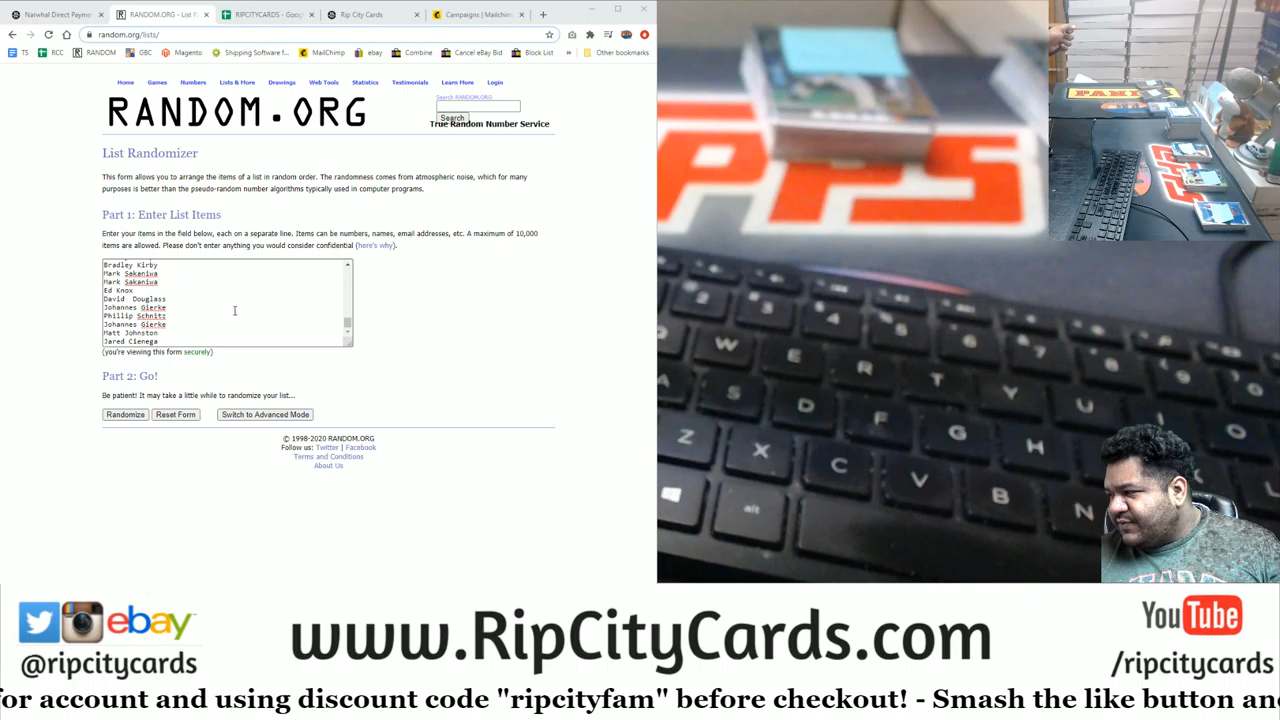 Narwhal Direct Payme
RANDOM.ORG - List R
RIPCITYCARDS - Goog
Rip City Cards
Campaigns | Mailchim
random.org/lists/
TS
RCC
RANDOM
GBC
Magento
Shipping Software f
MailChimp
ebay
Combine
Cancel eBay Bid
Block List
Other bookmarks
Home Games Numbers Lists & More Drawings Web Tools Statistics Testimonials Learn More Login
RANDOM.ORG
Search RANDOM.ORG
Search
True Random Number Service
List Randomizer
This form allows you to arrange the items of a list in random order. The randomness comes from atmospheric noise, which for many
purposes is better than the pseudo-random number algorithms typically used in computer programs.
Part 1: Enter List Items
Enter your items in the field below, each on a separate line. Items can be numbers, names, email addresses, etc. A maximum of 10,000
items are allowed. Please don't enter anything you would consider confidential (here's why).
Bradley Kirby
Mark Sakaniwa
Mark Sakaniwa
Ed Knox
David  Douglass
Johannes Gierke
Phillip Schnitz
Johannes Gierke
Matt Johnston
Jared Cienega
(you're viewing this form securely)
Part 2: Go!
Be patient! It may take a little while to randomize your list...
Randomize Reset Form Switch to Advanced Mode
© 1998-2020 RANDOM.ORG
Follow us: Twitter | Facebook
Terms and Conditions
About Us
PPS
PANINI
W E R T Y U I O
A S D F G H J K
Z X C V B N
alt
ebay
@ripcitycards
www.RipCityCards.com
YouTube
/ripcitycards
for account and using discount code "ripcityfam" before checkout! - Smash the like button and